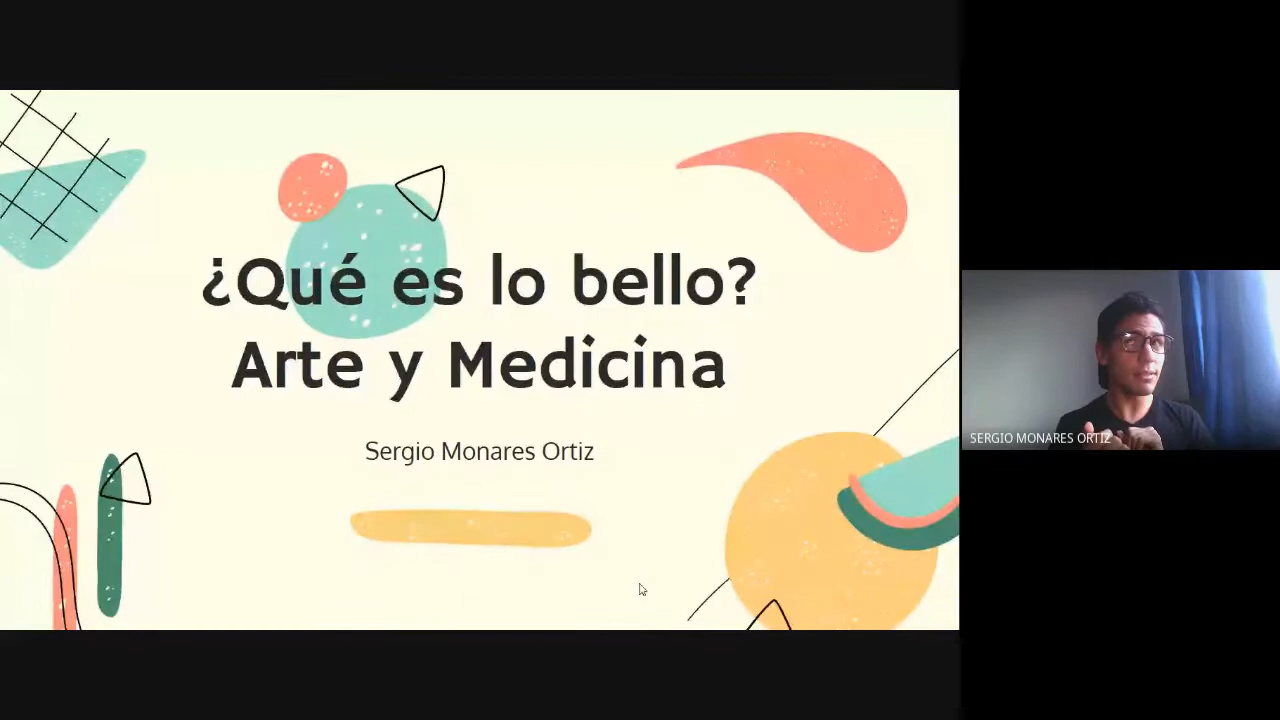 ¿Qué es lo bello?
Arte y Medicina
Sergio Monares Ortiz
SERGIO MONARES ORTIZ